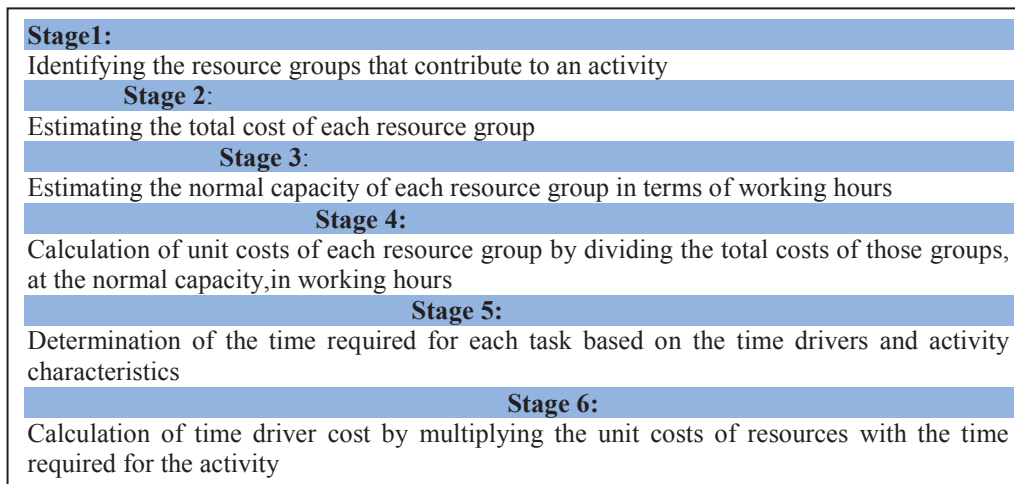 Stage1:
Identifying the resource groups that contribute to an activity
Stage 2:
Estimating the total cost of each resource group
Stage 3:
Estimating the normal capacity of each resource group in terms of working hours
Stage 4:
Calculation of unit costs of each resource group by dividing the total costs of those groups,
at the normal capacity,in working hours
Stage 5:
Determination of the time required for each task based on the time drivers and activity
characteristics
Stage 6:
Calculation of time driver cost by multiplying the unit costs of resources with the time
required for the activity